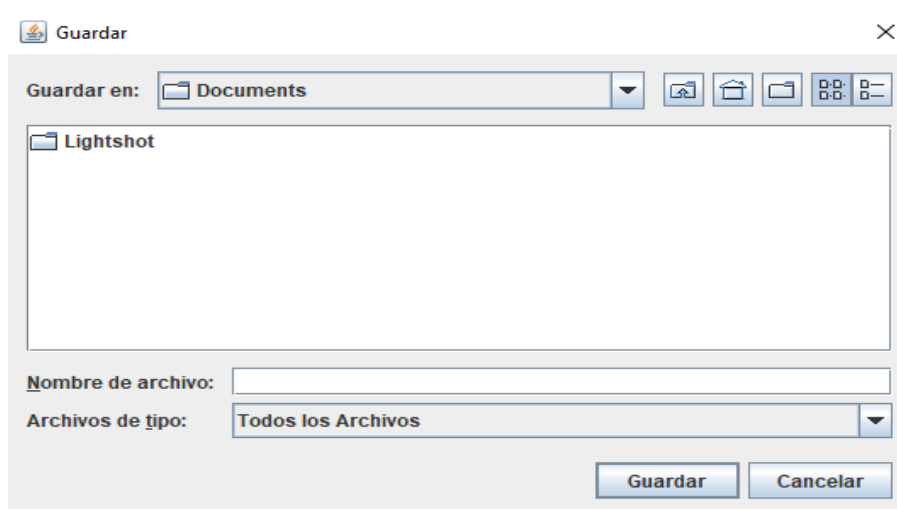 Guardar
Guardar en: Documents
Lightshot
Nombre de archivo:
Archivos de tipo: Todos los Archivos
Guardar Cancelar